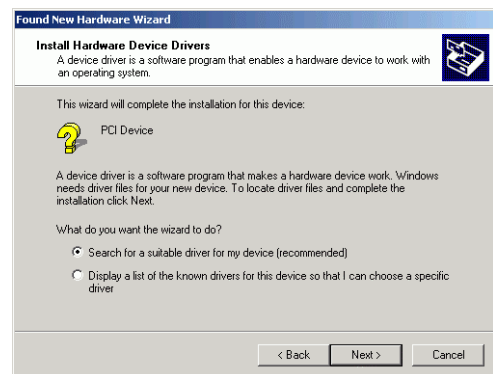 Found New Hardware Wizard
Install Hardware Device Drivers
A device driver is a software program that enables a hardware device to work with
an operating system.
This wizard will complete the installation for this device:
PCI Device
A device driver is a software program that makes a hardware device work. Windows
needs driver files for your new device. To locate driver files and complete the
installation click Next.
What do you want the wizard to do?
Search for a suitable driver for my device (recommended)
Display a list of the known drivers for this device so that I can choose a specific
driver
< Back Next > Cancel